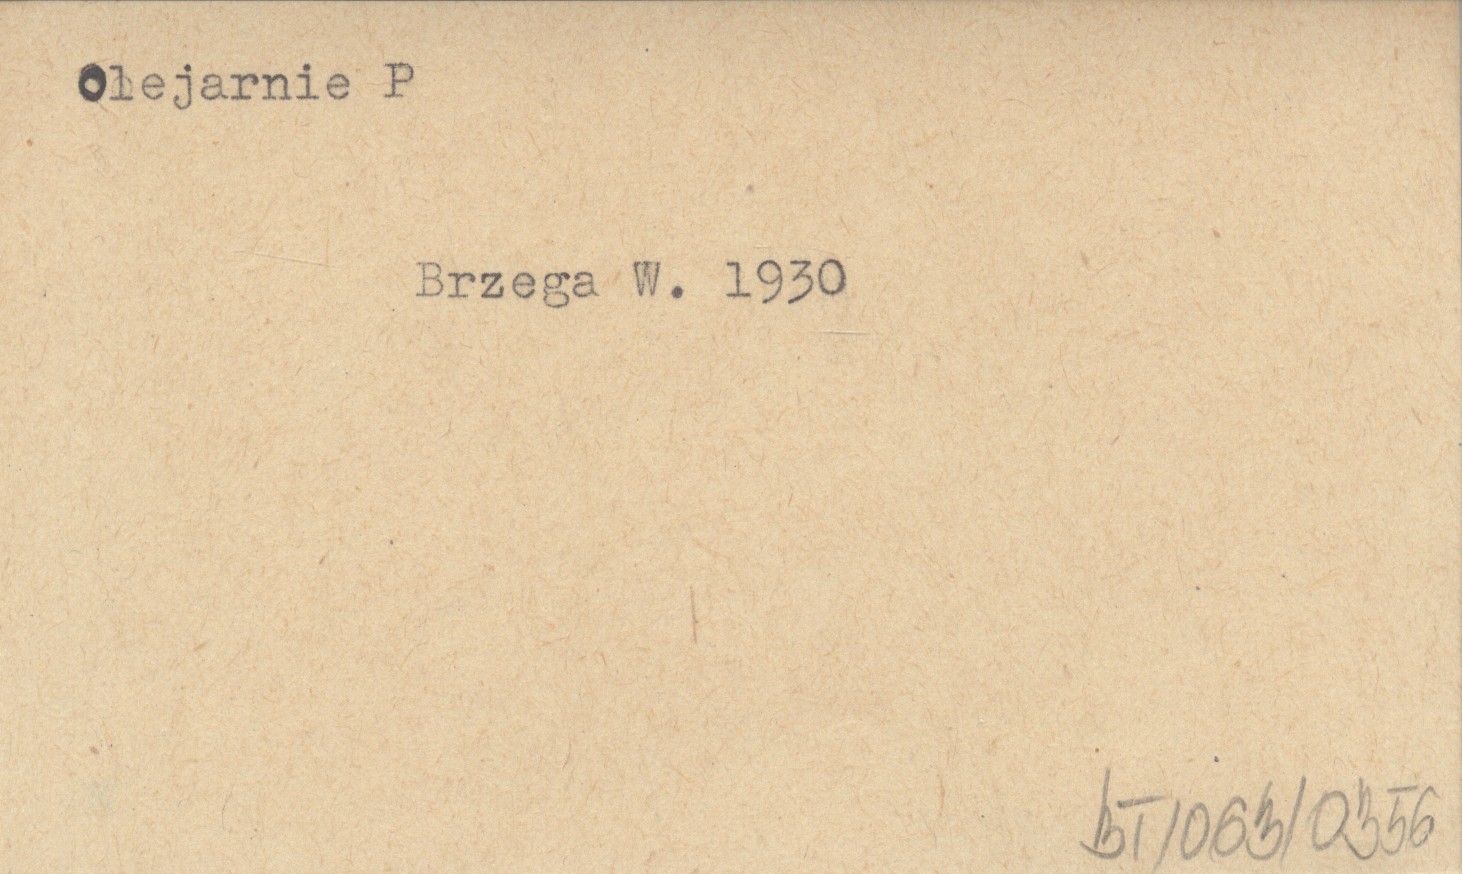 Olejarnie P
Brzega W. 1930
BT/063/0356